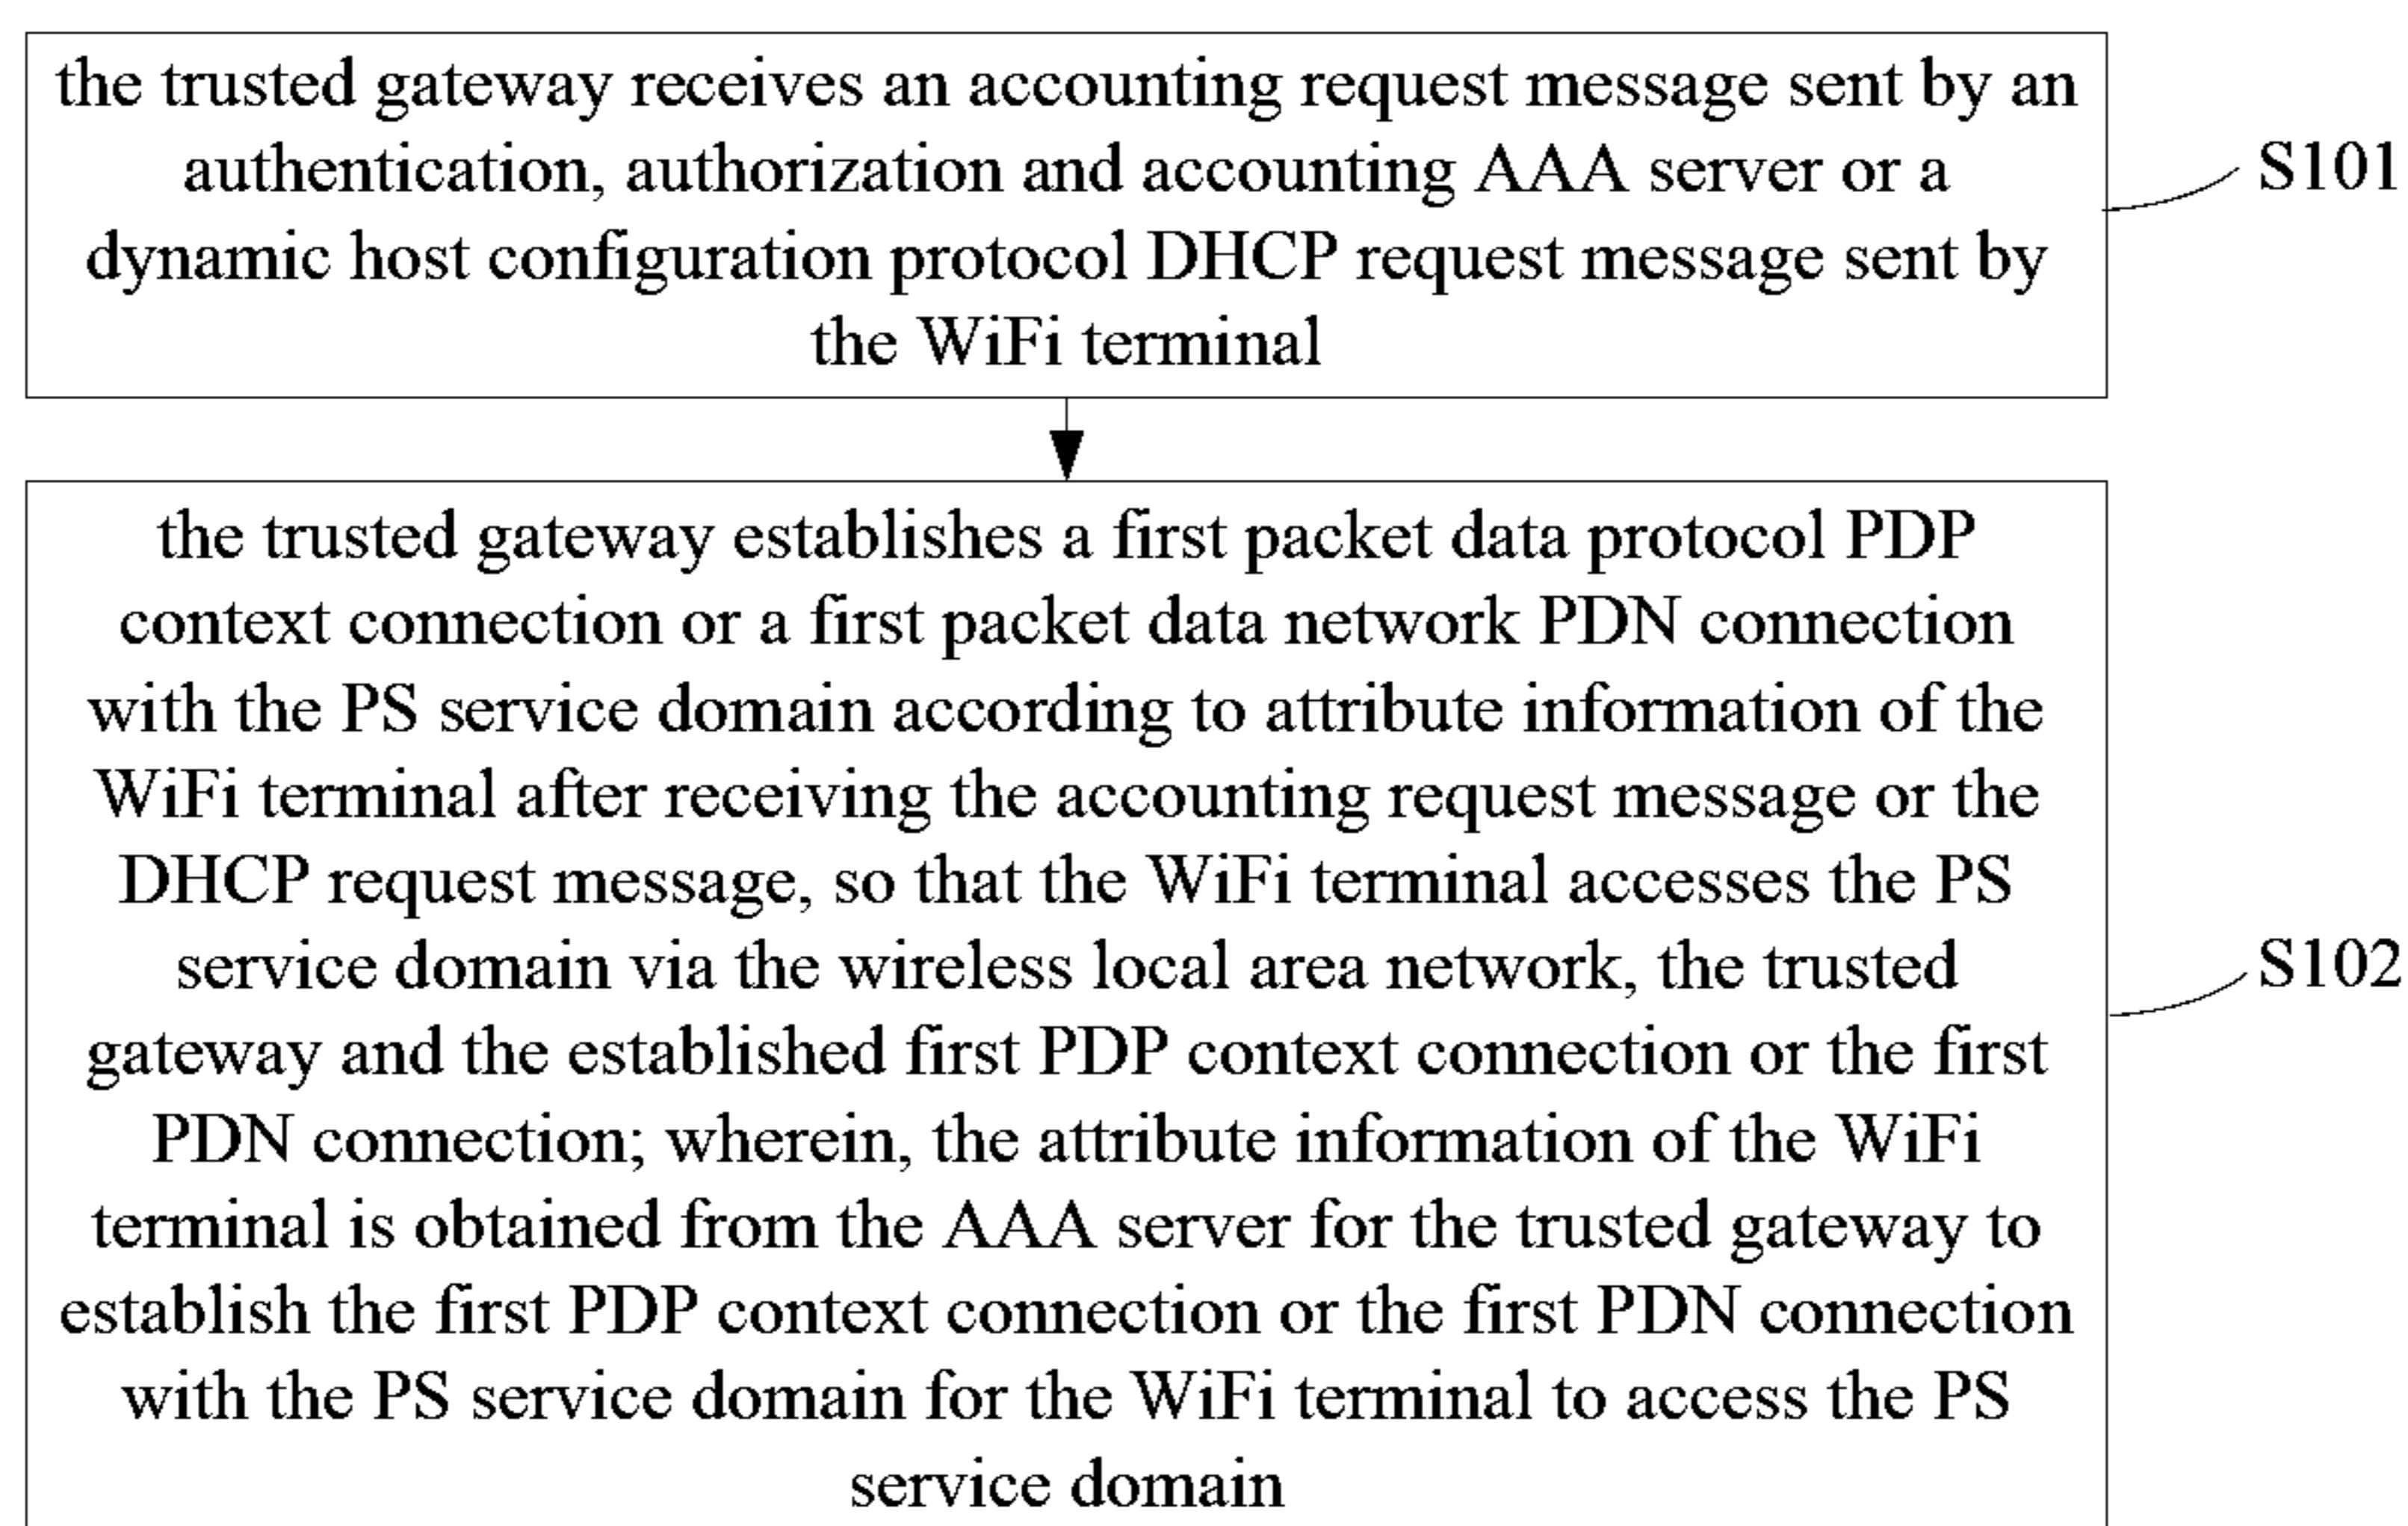 the trusted gateway receives an accounting request message sent by an
authentication, authorization and accounting AAA server or a
dynamic host configuration protocol DHCP request message sent by
the WiFi terminal
S101
the trusted gateway establishes a first packet data protocol PDP
context connection or a first packet data network PDN connection
with the PS service domain according to attribute information of the
WiFi terminal after receiving the accounting request message or the
DHCP request message, so that the WiFi terminal accesses the PS
service domain via the wireless local area network, the trusted
gateway and the established first PDP context connection or the first
PDN connection; wherein, the attribute information of the WiFi
terminal is obtained from the AAA server for the trusted gateway to
establish the first PDP context connection or the first PDN connection
with the PS service domain for the WiFi terminal to access the PS
service domain
S102